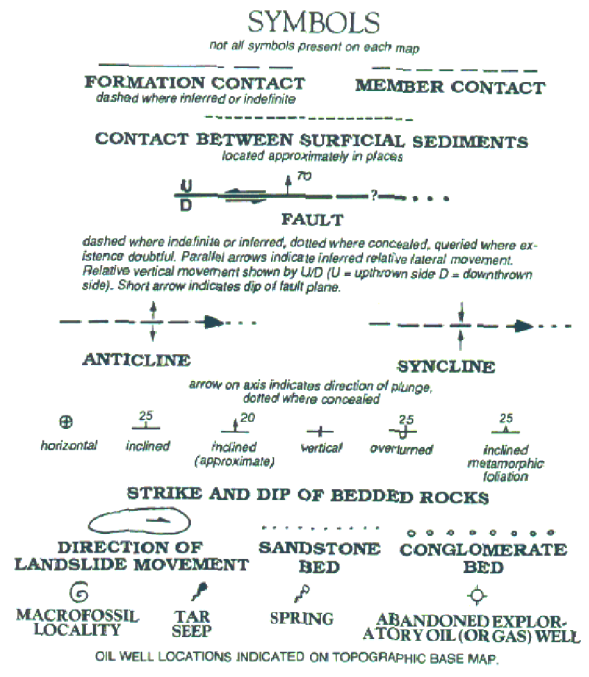 SYMBOLS
not all symbols present on each map
FORMATION CONTACT
dashed where inferred or indefinite
MEMBER CONTACT
CONTACT BETWEEN SURFICIAL SEDIMENTS
located approximately in places
U
D
70
?
FAULT
dashed where indefinite or inferred, dotted where concealed, queried where ex-
istence doubtful. Parallel arrows indicate inferred relative lateral movement.
Relative vertical movement shown by U/D (U = upthrown side D = downthrown
side). Short arrow indicates dip of fault plane.
ANTICLINE
SYNCLINE
arrow on axis indicates direction of plunge,
dotted where concealed
25 20 25 25
horizontal inclined inclined vertical overturned inclined
(approximate) metamorphic
foliation
STRIKE AND DIP OF BEDDED ROCKS
DIRECTION OF
LANDSLIDE MOVEMENT
SANDSTONE
BED
CONGLOMERATE
BED
MACROFOSSIL
LOCALITY
TAR
SEEP
SPRING
ABANDONED EXPLOR-
ATORY OIL (OR GAS) WELL
OIL WELL LOCATIONS INDICATED ON TOPOGRAPHIC BASE MAP.